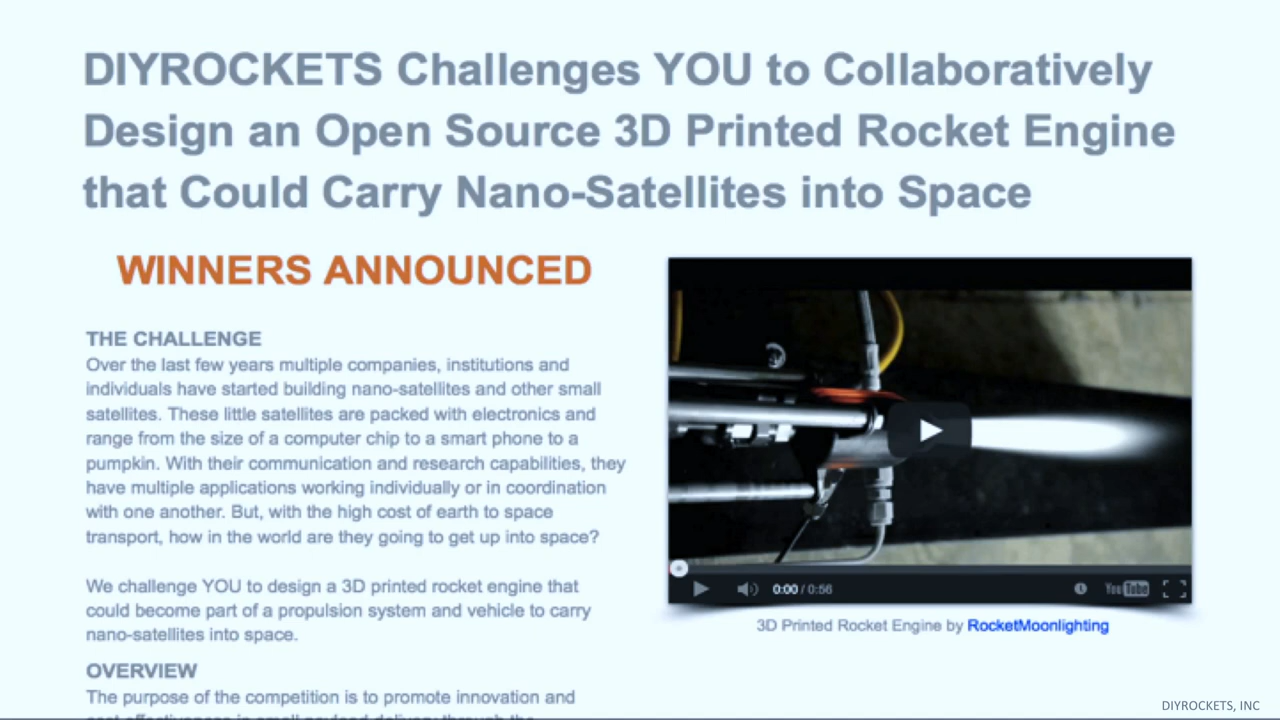 DIYROCKETS Challenges YOU to Collaboratively
Design an Open Source 3D Printed Rocket Engine
that Could Carry Nano-Satellites into Space
WINNERS ANNOUNCED
THE CHALLENGE
Over the last few years multiple companies, institutions and
individuals have started building nano-satellites and other small
satellites. These little satellites are packed with electronics and
range from the size of a computer chip to a smart phone to a
pumpkin. With their communication and research capabilities, they
have multiple applications working individually or in coordination
with one another. But, with the high cost of earth to space
transport, how in the world are they going to get up into space?
We challenge YOU to design a 3D printed rocket engine that
could become part of a propulsion system and vehicle to carry
nano-satellites into space.
OVERVIEW
The purpose of the competition is to promote innovation and
0:00 / 0:56
YouTube
3D Printed Rocket Engine by RocketMoonlighting
DIYROCKETS, INC